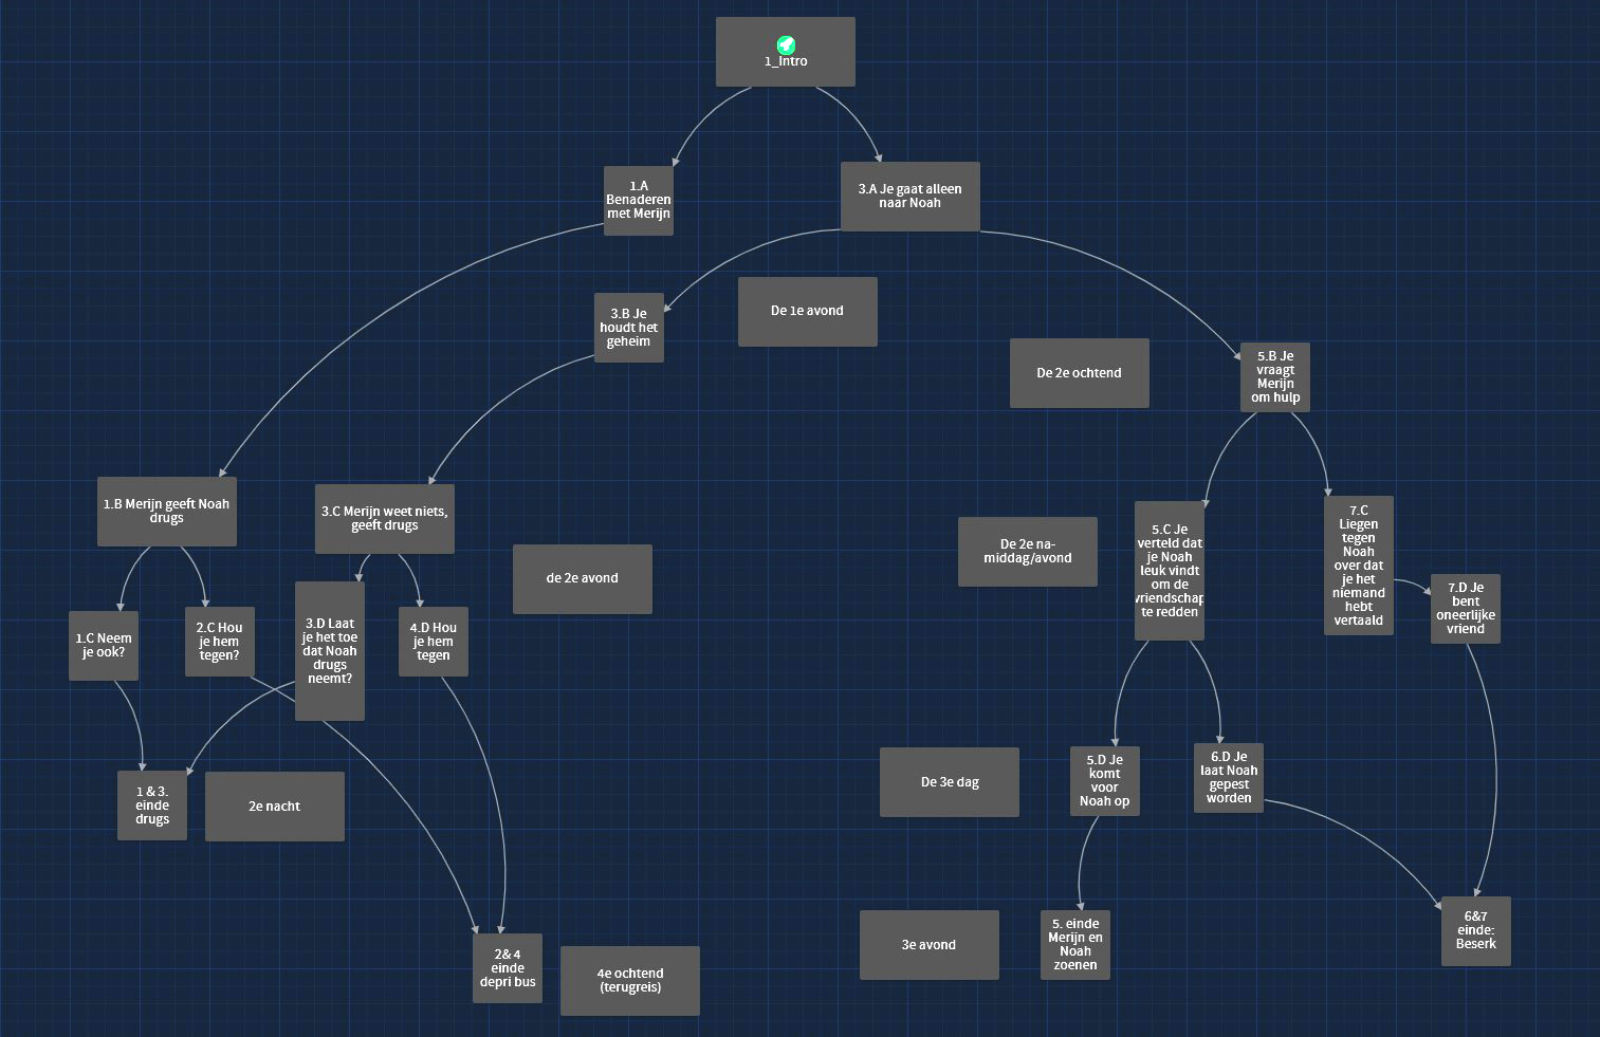 1_Intro
1.A
Benaderen
met Merijn
3.A Je gaat alleen
naar Noah
3.B Je
houdt het
geheim
De 1e avond
De 2e ochtend
5.B Je
vraagt
Merijn
om hulp
1.B Merijn geeft Noah
drugs
3.C Merijn weet niets,
geeft drugs
de 2e avond
De 2e na-
middag/avond
5.C Je
verteld dat
je Noah
leuk vindt
om de
vriendschap
te redden
7.C
Liegen
tegen
Noah
over dat
je het
niemand
hebt
vertaald
7.D Je
bent
oneerlijke
vriend
1.C Neem
je ook?
2.C Hou
je hem
tegen?
3.D Laat
je het toe
dat Noah
drugs
neemt?
4.D Hou
je hem
tegen
1 & 3.
einde
drugs
2e nacht
De 3e dag
5.D Je
komt
voor
Noah op
6.D Je
laat Noah
gepest
worden
2& 4
einde
depri bus
4e ochtend
(terugreis)
3e avond
5. einde
Merijn en
Noah
zoenen
6&7
einde:
Beserk